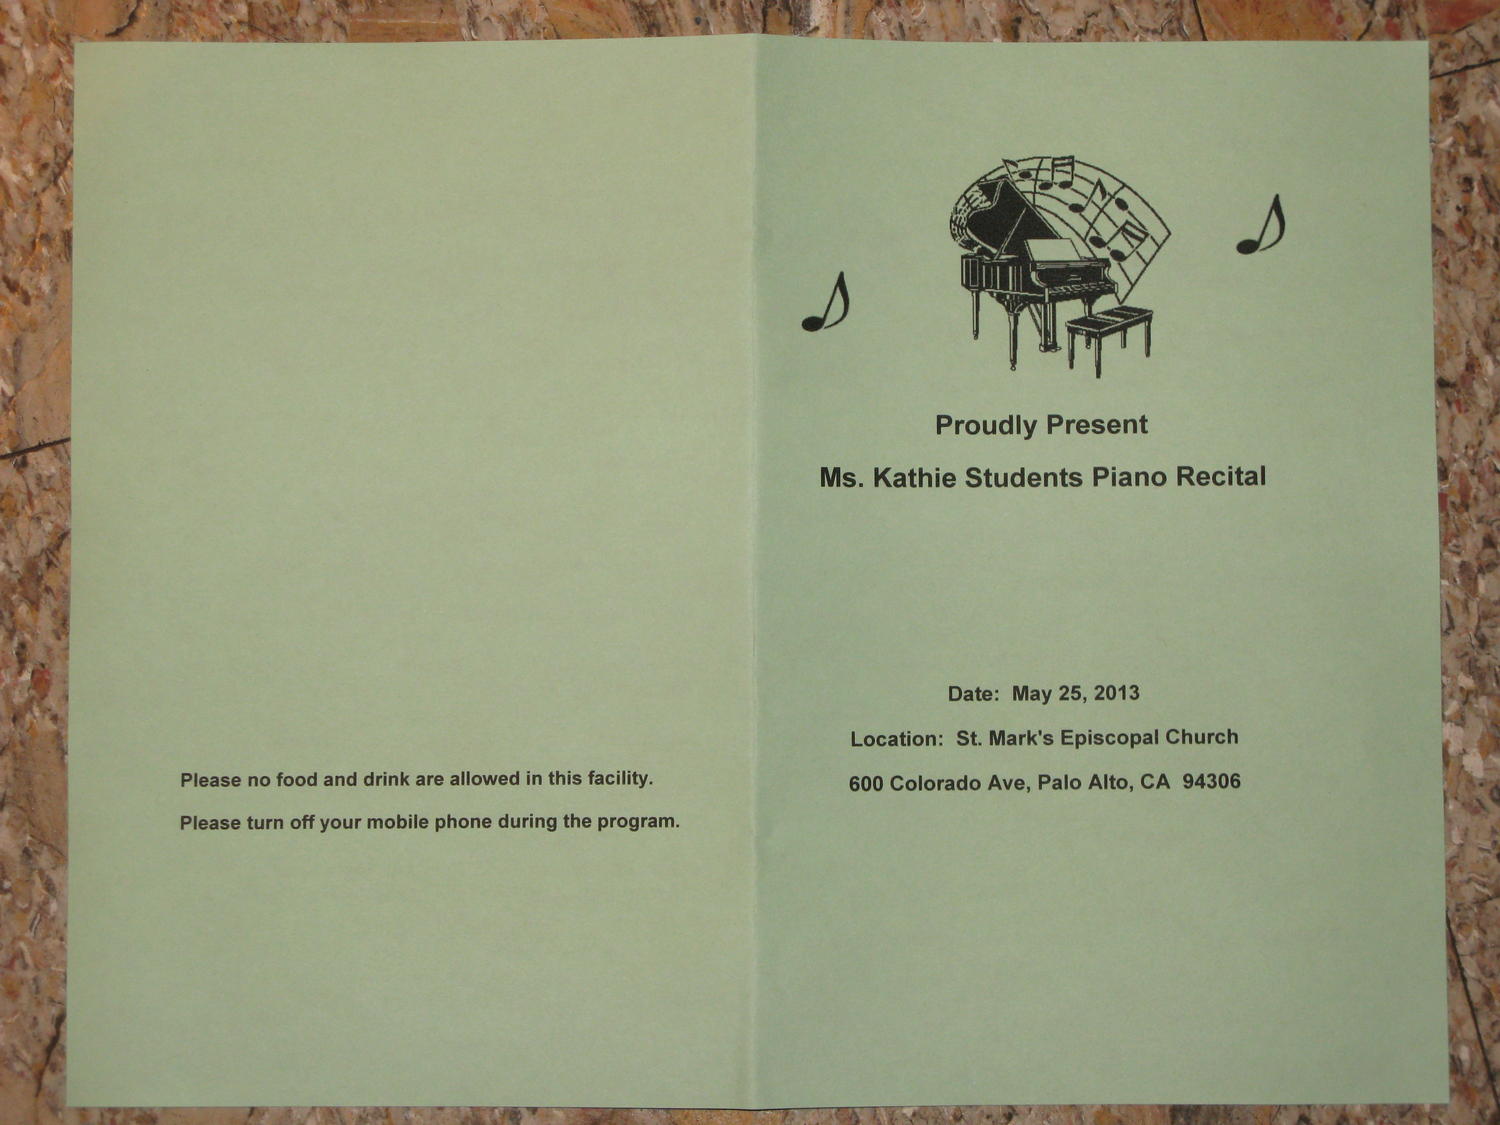 Please no food and drink are allowed in this facility.
Please turn off your mobile phone during the program.
Proudly Present
Ms. Kathie Students Piano Recital
Date: May 25, 2013
Location: St. Mark's Episcopal Church
600 Colorado Ave, Palo Alto, CA 94306